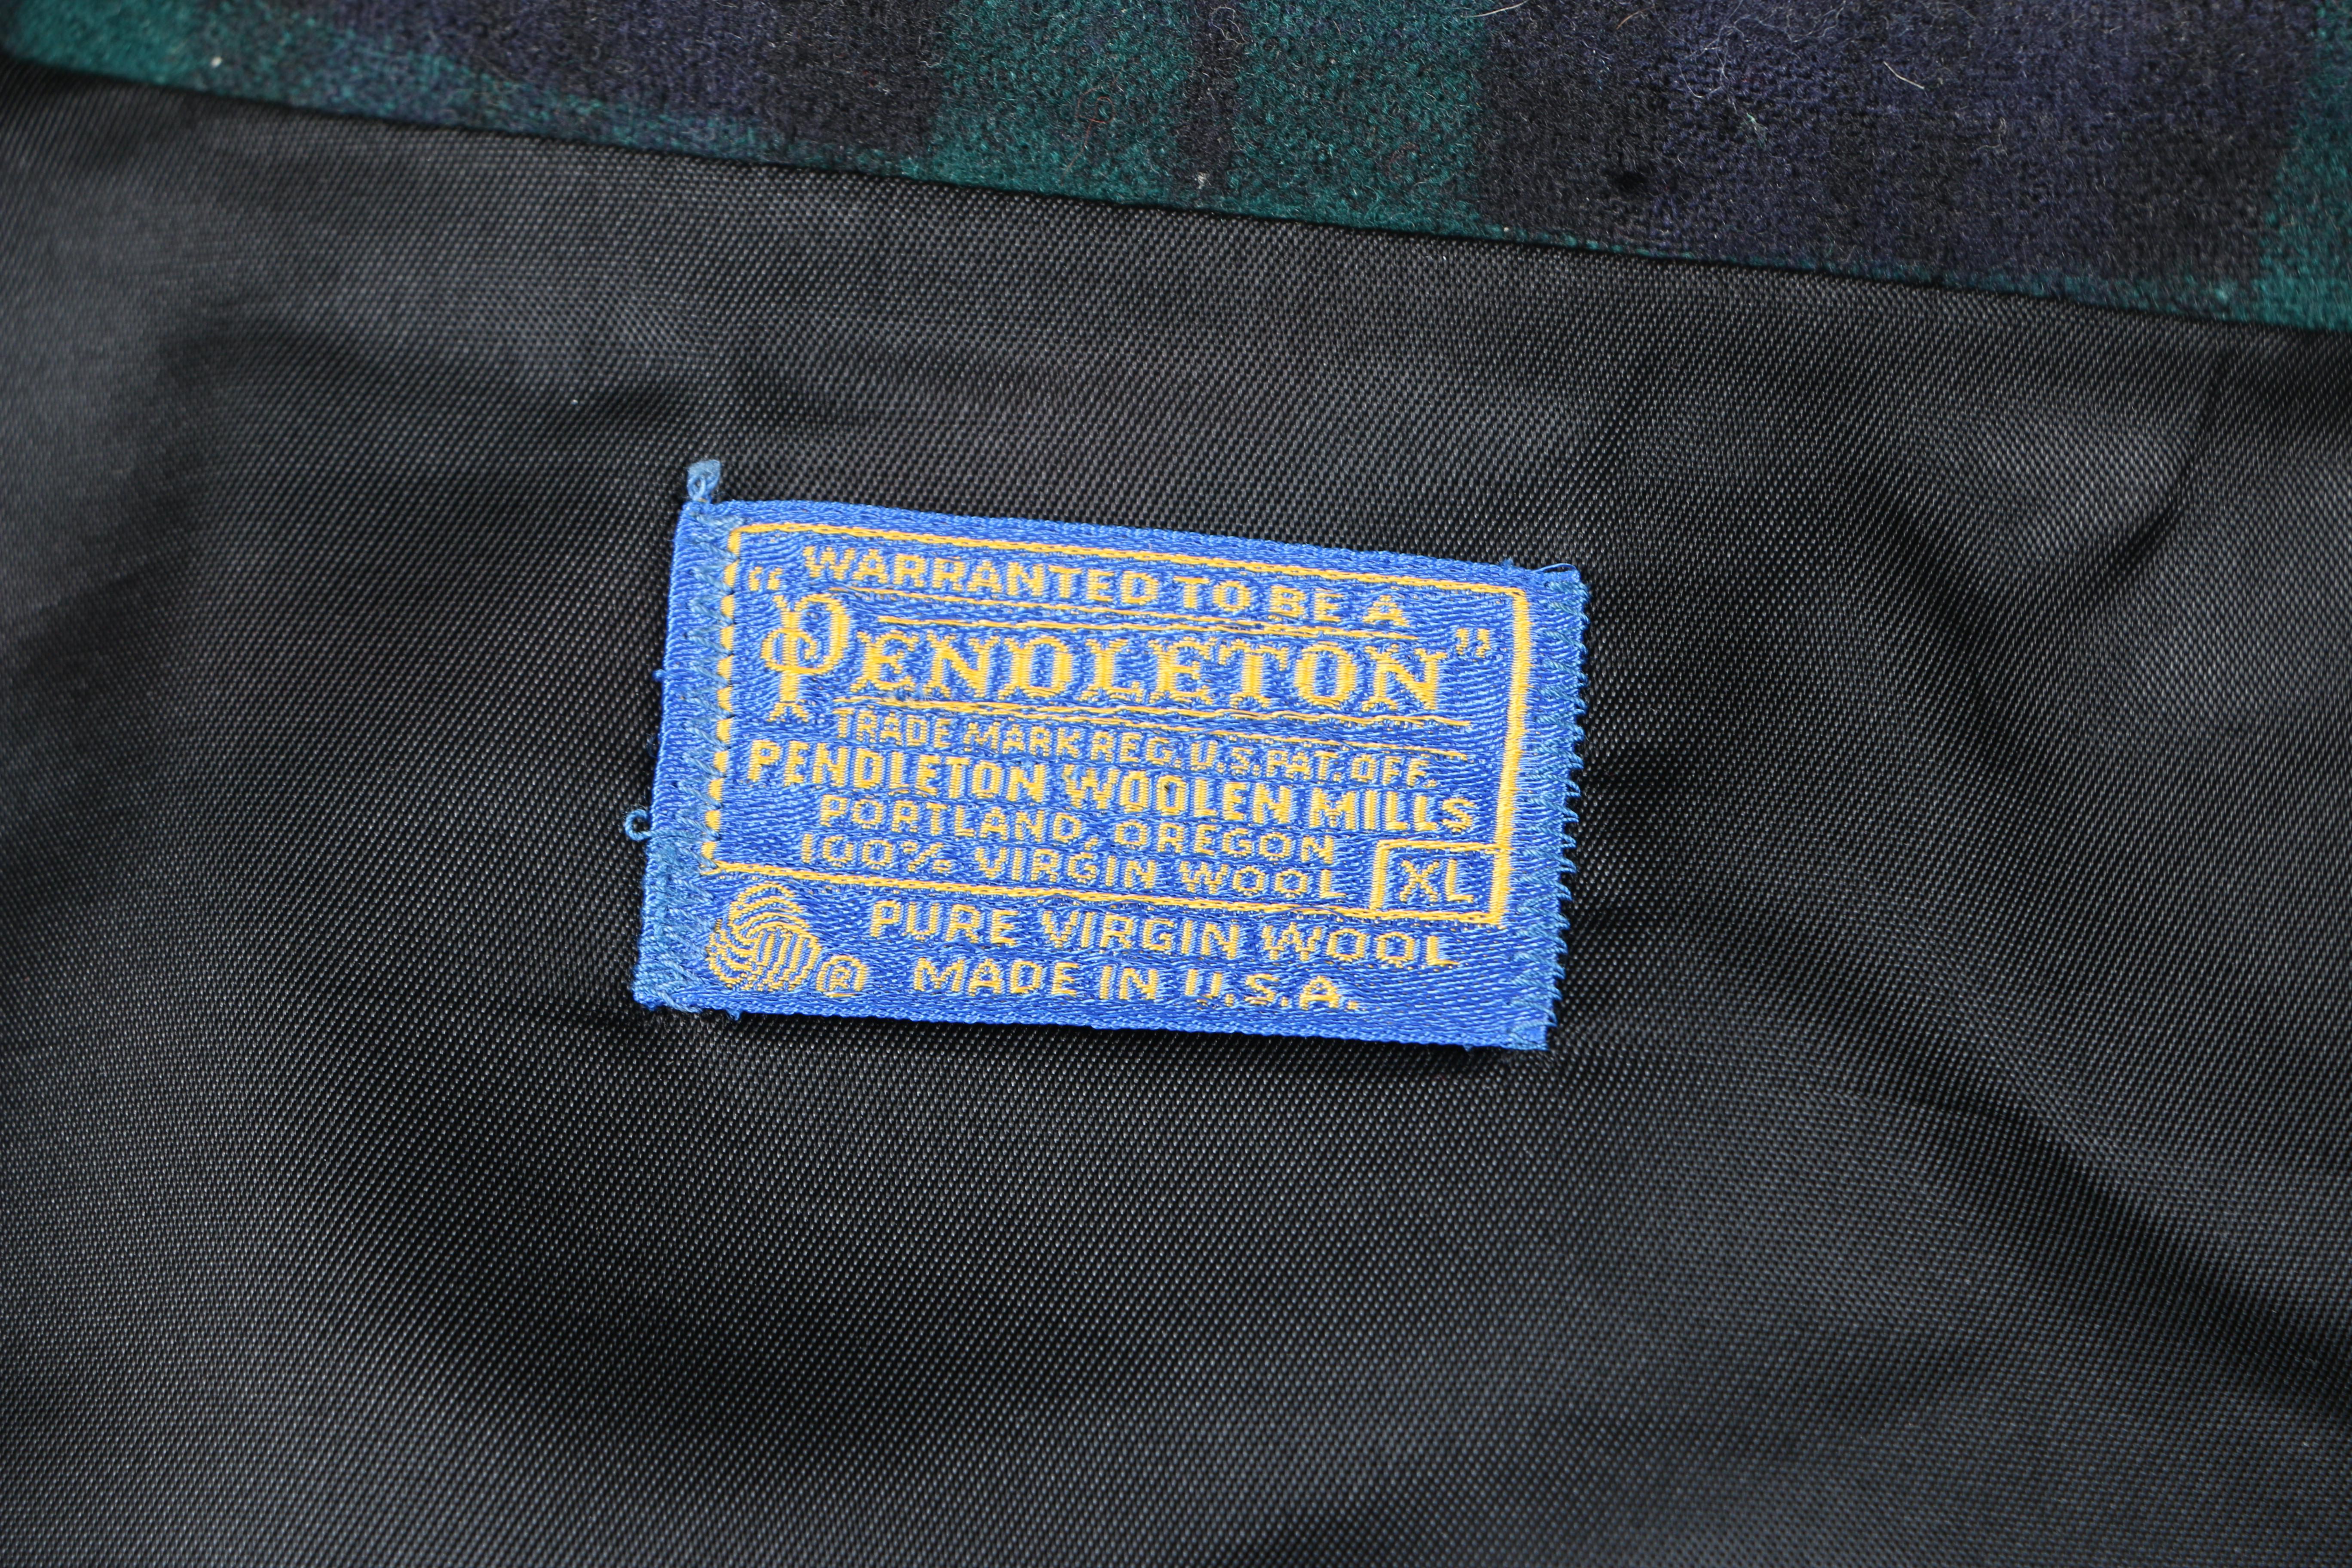 WARRANTED TO BE A
“PENDLETON”
TRADE MARK REG. U.S. PAT. OFF.
PENDLETON WOOLEN MILLS
PORTLAND, OREGON
100% VIRGIN WOOL XL
PURE VIRGIN WOOL
® MADE IN U.S.A.